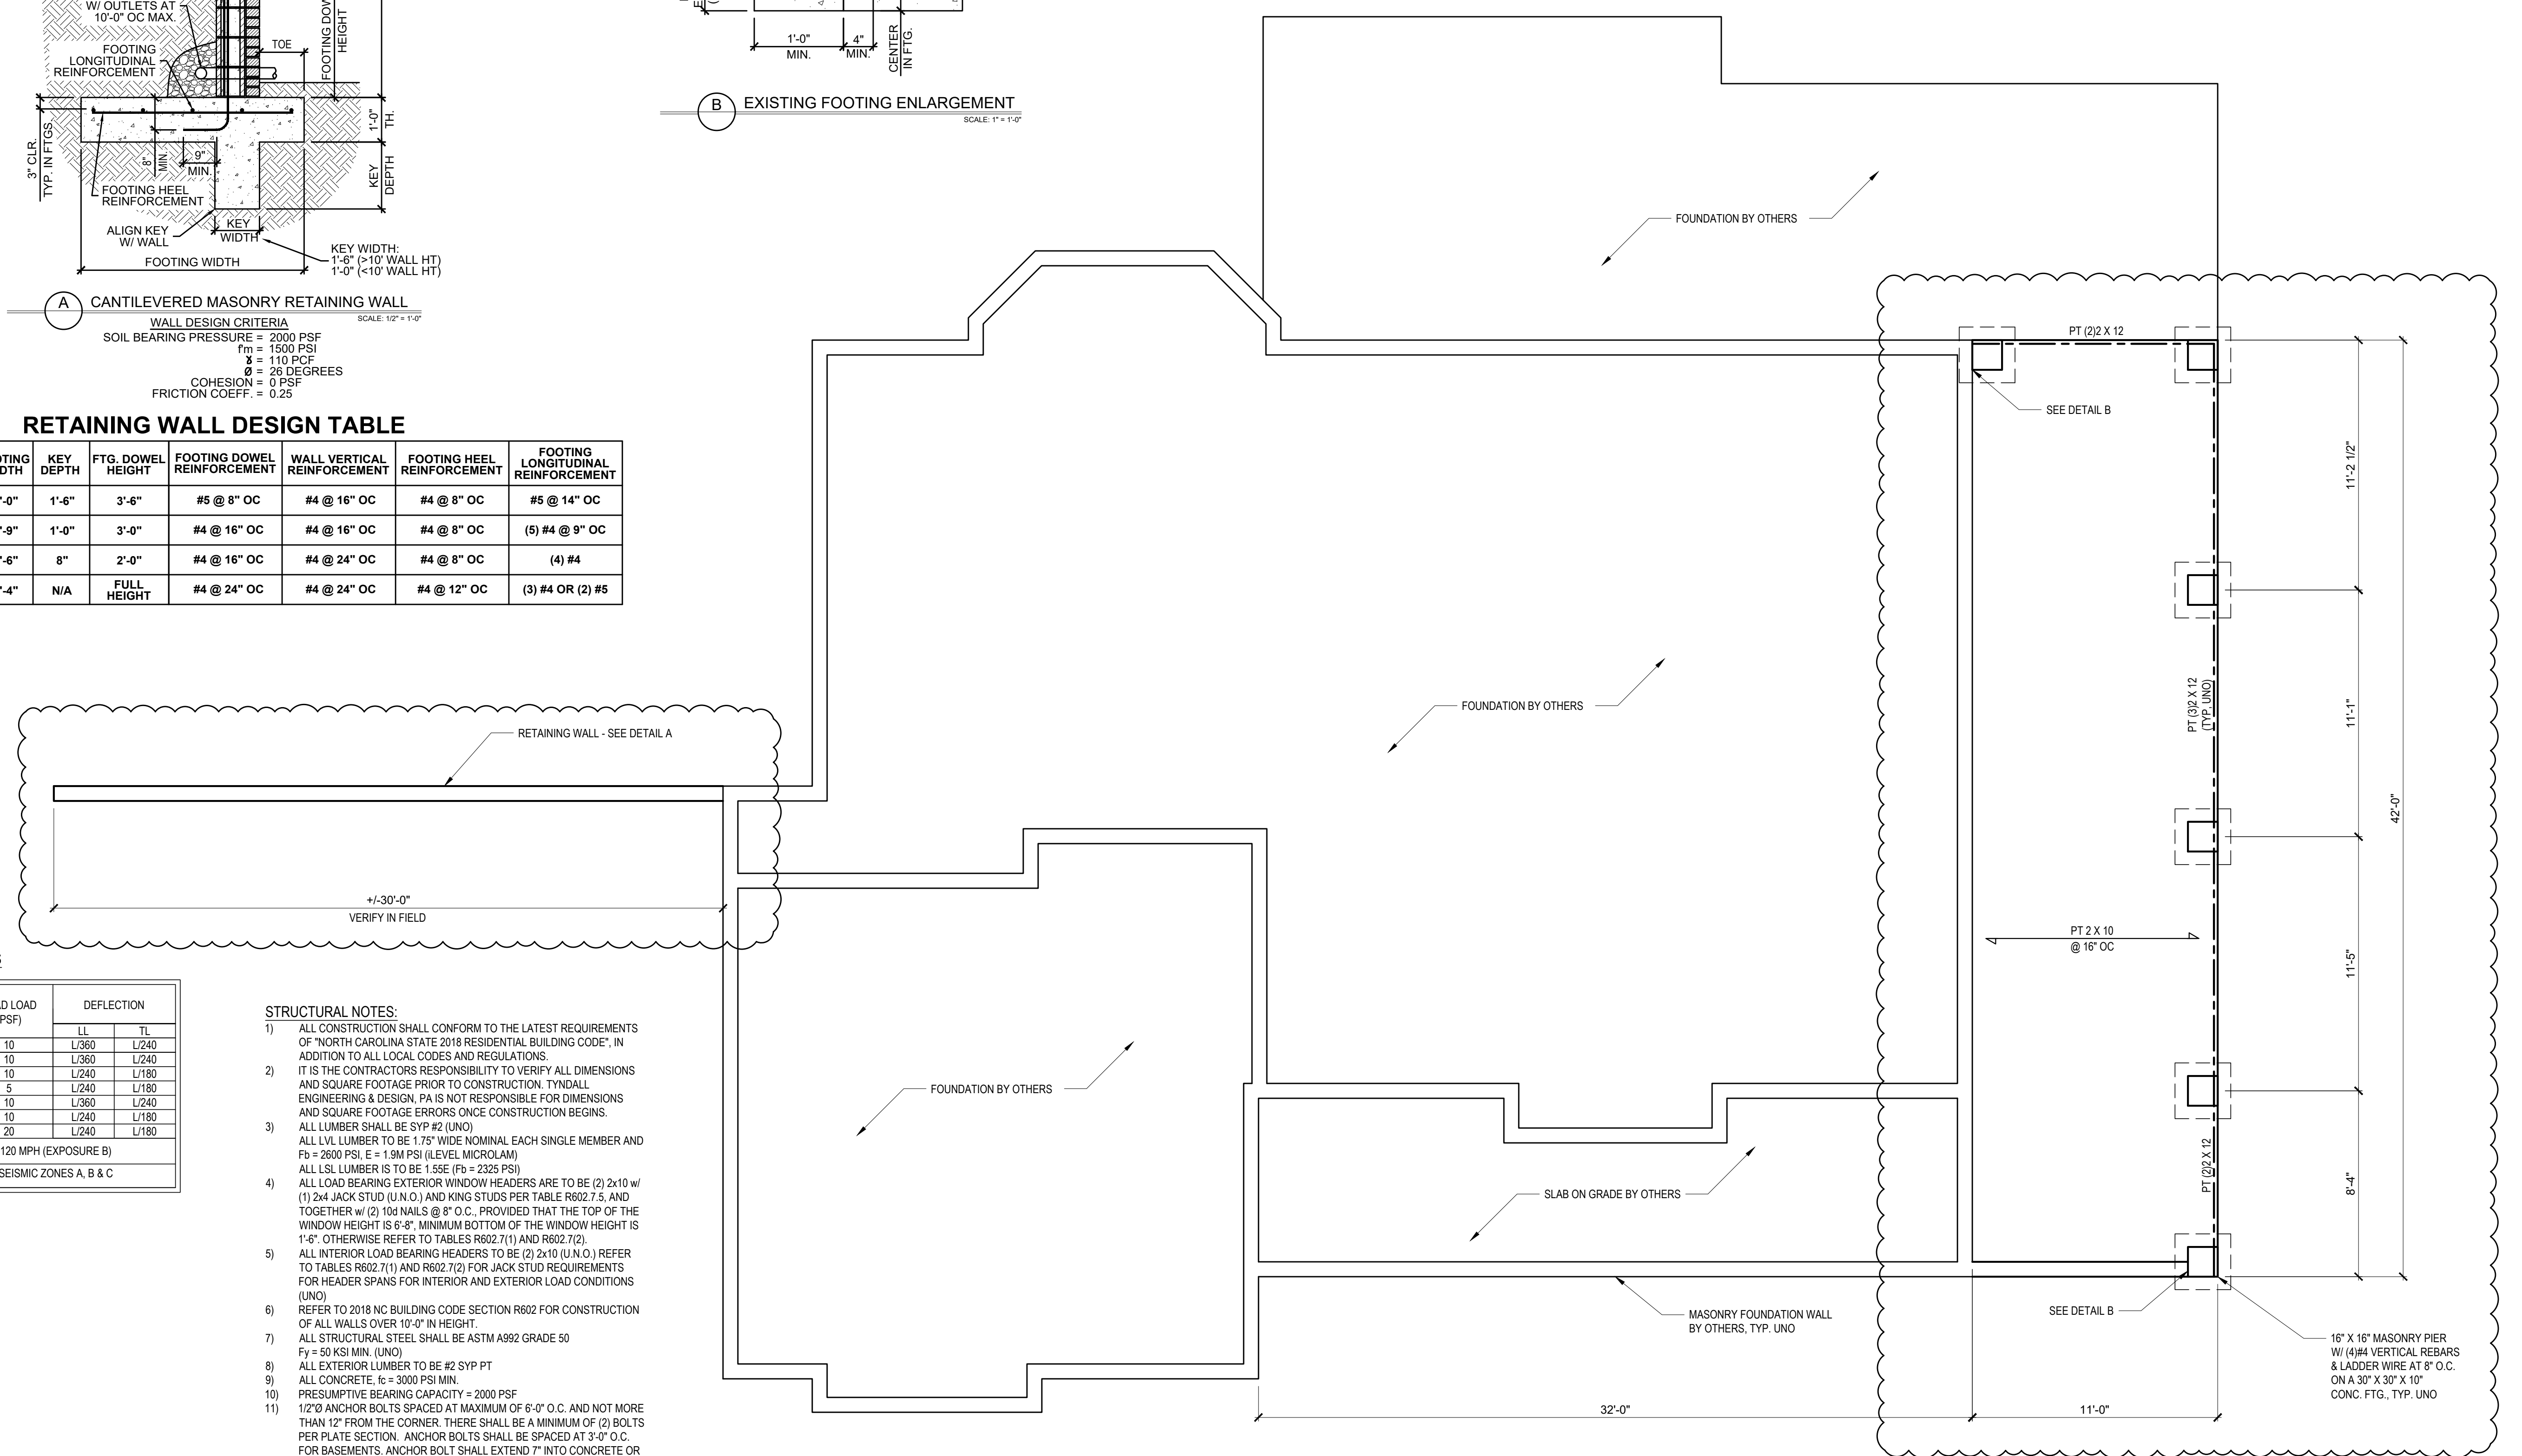 W/ OUTLETS AT
10'-0" OC MAX.
FOOTING
LONGITUDINAL
REINFORCEMENT
TOE
HEIGHT
3" CLR.
TYP. IN FTGS.
8"
MIN.
9"
MIN.
1'-0"
TH.
KEY
DEPTH
FOOTING HEEL
REINFORCEMENT
ALIGN KEY
W/ WALL
KEY
WIDTH
KEY WIDTH:
1'-6" (>10' WALL HT)
1'-0" (<10' WALL HT)
FOOTING WIDTH
A
CANTILEVERED MASONRY RETAINING WALL
SCALE: 1/2" = 1'-0"
WALL DESIGN CRITERIA
SOIL BEARING PRESSURE = 2000 PSF
f'm = 1500 PSI
ɣ = 110 PCF
Ø = 26 DEGREES
COHESION = 0 PSF
FRICTION COEFF. = 0.25
1'-0"
MIN.
4"
MIN.
CENTER
IN FTG.
B
EXISTING FOOTING ENLARGEMENT
SCALE: 1" = 1'-0"
RETAINING WALL DESIGN TABLE
KEY DEPTH
FTG. DOWEL HEIGHT
FOOTING DOWEL REINFORCEMENT
WALL VERTICAL REINFORCEMENT
FOOTING HEEL REINFORCEMENT
FOOTING LONGITUDINAL REINFORCEMENT
'-0" 1'-6" 3'-6" #5 @ 8" OC #4 @ 16" OC #4 @ 8" OC #5 @ 14" OC
'-9" 1'-0" 3'-0" #4 @ 16" OC #4 @ 16" OC #4 @ 8" OC (5) #4 @ 9" OC
'-6" 8" 2'-0" #4 @ 16" OC #4 @ 24" OC #4 @ 8" OC (4) #4
'-4" N/A FULL HEIGHT #4 @ 24" OC #4 @ 24" OC #4 @ 12" OC (3) #4 OR (2) #5
RETAINING WALL - SEE DETAIL A
+/-30'-0"
VERIFY IN FIELD
LOAD
PSF)
DEFLECTION
LL TL
10 L/360 L/240
10 L/360 L/240
10 L/240 L/180
5 L/240 L/180
10 L/360 L/240
10 L/240 L/180
20 L/240 L/180
120 MPH (EXPOSURE B)
SEISMIC ZONES A, B & C
STRUCTURAL NOTES:
1) ALL CONSTRUCTION SHALL CONFORM TO THE LATEST REQUIREMENTS
OF "NORTH CAROLINA STATE 2018 RESIDENTIAL BUILDING CODE", IN
ADDITION TO ALL LOCAL CODES AND REGULATIONS.
2) IT IS THE CONTRACTORS RESPONSIBILITY TO VERIFY ALL DIMENSIONS
AND SQUARE FOOTAGE PRIOR TO CONSTRUCTION. TYNDALL
ENGINEERING & DESIGN, PA IS NOT RESPONSIBLE FOR DIMENSIONS
AND SQUARE FOOTAGE ERRORS ONCE CONSTRUCTION BEGINS.
3) ALL LUMBER SHALL BE SYP #2 (UNO)
ALL LVL LUMBER TO BE 1.75" WIDE NOMINAL EACH SINGLE MEMBER AND
Fb = 2600 PSI, E = 1.9M PSI (iLEVEL MICROLAM)
ALL LSL LUMBER IS TO BE 1.55E (Fb = 2325 PSI)
4) ALL LOAD BEARING EXTERIOR WINDOW HEADERS ARE TO BE (2) 2x10 w/
(1) 2x4 JACK STUD (U.N.O.) AND KING STUDS PER TABLE R602.7.5, AND
TOGETHER w/ (2) 10d NAILS @ 8" O.C., PROVIDED THAT THE TOP OF THE
WINDOW HEIGHT IS 6'-8", MINIMUM BOTTOM OF THE WINDOW HEIGHT IS
1'-6". OTHERWISE REFER TO TABLES R602.7(1) AND R602.7(2).
5) ALL INTERIOR LOAD BEARING HEADERS TO BE (2) 2x10 (U.N.O.) REFER
TO TABLES R602.7(1) AND R602.7(2) FOR JACK STUD REQUIREMENTS
FOR HEADER SPANS FOR INTERIOR AND EXTERIOR LOAD CONDITIONS
(UNO)
6) REFER TO 2018 NC BUILDING CODE SECTION R602 FOR CONSTRUCTION
OF ALL WALLS OVER 10'-0" IN HEIGHT.
7) ALL STRUCTURAL STEEL SHALL BE ASTM A992 GRADE 50
Fy = 50 KSI MIN. (UNO)
8) ALL EXTERIOR LUMBER TO BE #2 SYP PT
9) ALL CONCRETE, fc = 3000 PSI MIN.
10) PRESUMPTIVE BEARING CAPACITY = 2000 PSF
11) 1/2"Ø ANCHOR BOLTS SPACED AT MAXIMUM OF 6'-0" O.C. AND NOT MORE
THAN 12" FROM THE CORNER. THERE SHALL BE A MINIMUM OF (2) BOLTS
PER PLATE SECTION. ANCHOR BOLTS SHALL BE SPACED AT 3'-0" O.C.
FOR BASEMENTS. ANCHOR BOLT SHALL EXTEND 7" INTO CONCRETE OR
FOUNDATION BY OTHERS
FOUNDATION BY OTHERS
FOUNDATION BY OTHERS
SLAB ON GRADE BY OTHERS
MASONRY FOUNDATION WALL
BY OTHERS, TYP. UNO
PT (2)2 X 12
SEE DETAIL B
PT (3)2 X 12
(TYP, UNO)
PT 2 X 10
@ 16" OC
PT (2)2 X 12
SEE DETAIL B
11'-2 1/2"
11'-1"
11'-5"
8'-4"
42'-0"
32'-0"
11'-0"
16" X 16" MASONRY PIER
W/ (4)#4 VERTICAL REBARS
& LADDER WIRE AT 8" O.C.
ON A 30" X 30" X 10"
CONC. FTG., TYP. UNO